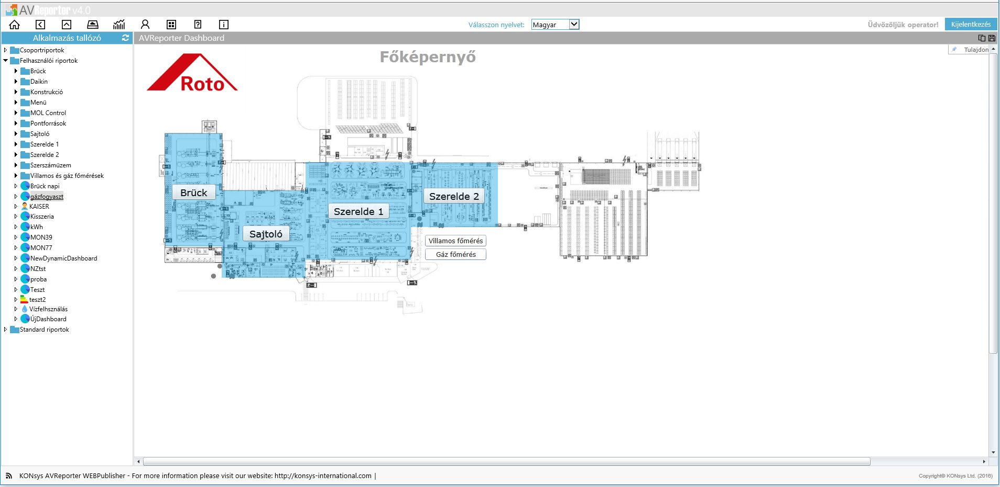 AVReporter v4.0
Válasszon nyelvet: Magyar
Üdvözöljük operator! Kijelentkezés
Alkalmazás tallózó
AVReporter Dashboard
Csoportriportok
Felhasználói riportok
Brück
Daikin
Konstrukció
Menü
MOL Control
Pontforrások
Sajtoló
Szerelde 1
Szerelde 2
Szerszámüzem
Villamos és gáz főmérések
Brück napi
gázfogyaszt
KAISER
Kisszeria
kWh
MON39
MON77
NewDynamicDashboard
NZtst
proba
Teszt
teszt2
Vízfelhsználás
ÚjDashboard
Standard riportok
Főképernyő
Tulajdon
Roto
Brück
Szerelde 2
Szerelde 1
Sajtoló
Villamos főmérés
Gáz főmérés
KONsys AVReporter WEBPublisher - For more information please visit our website: http://konsys-international.com |
Copyright© KONsys Ltd. (2016)